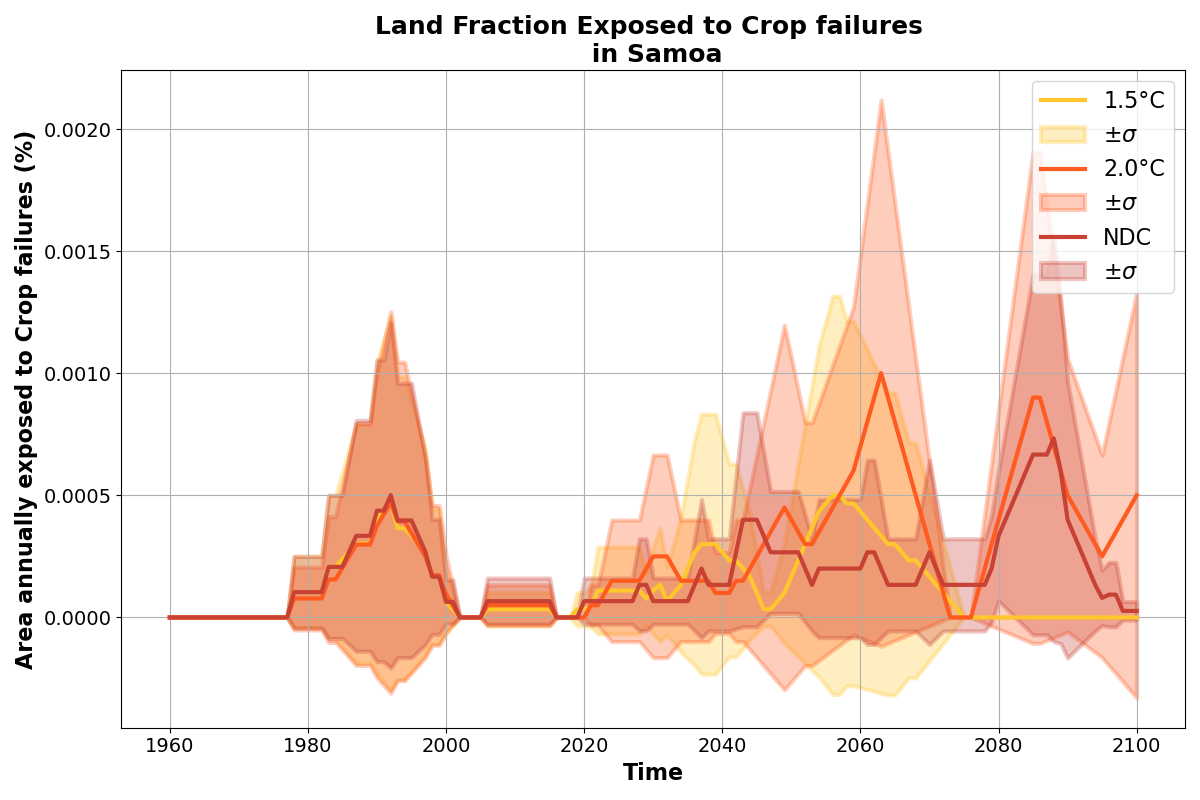 Land Fraction Exposed to Crop failures
in Samoa
Area annually exposed to Crop failures (%)
0.0020
0.0015
0.0010
0.0005
0.0000
1.5°C
±σ
2.0°C
±σ
NDC
±σ
1960 1980 2000 2020 2040 2060 2080 2100
Time